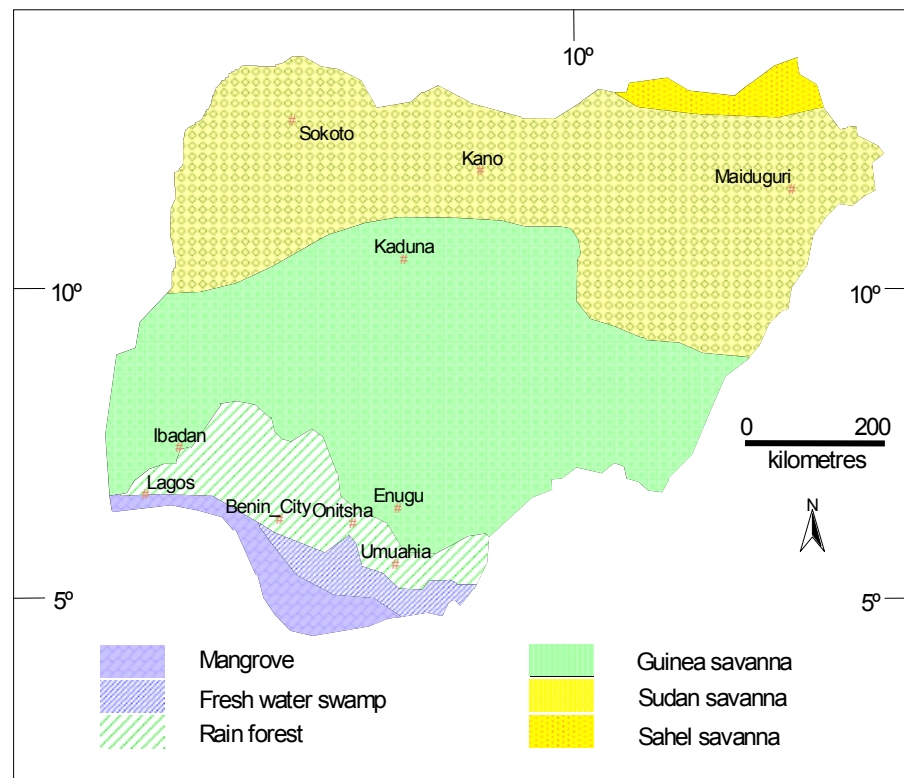 10º
Sokoto
Kano
Maiduguri
Kaduna
10º
10º
Ibadan
0 200
kilometres
Lagos
Benin_City
Onitsha
Enugu
N
Umuahia
5º
5º
Mangrove
Fresh water swamp
Rain forest
Guinea savanna
Sudan savanna
Sahel savanna